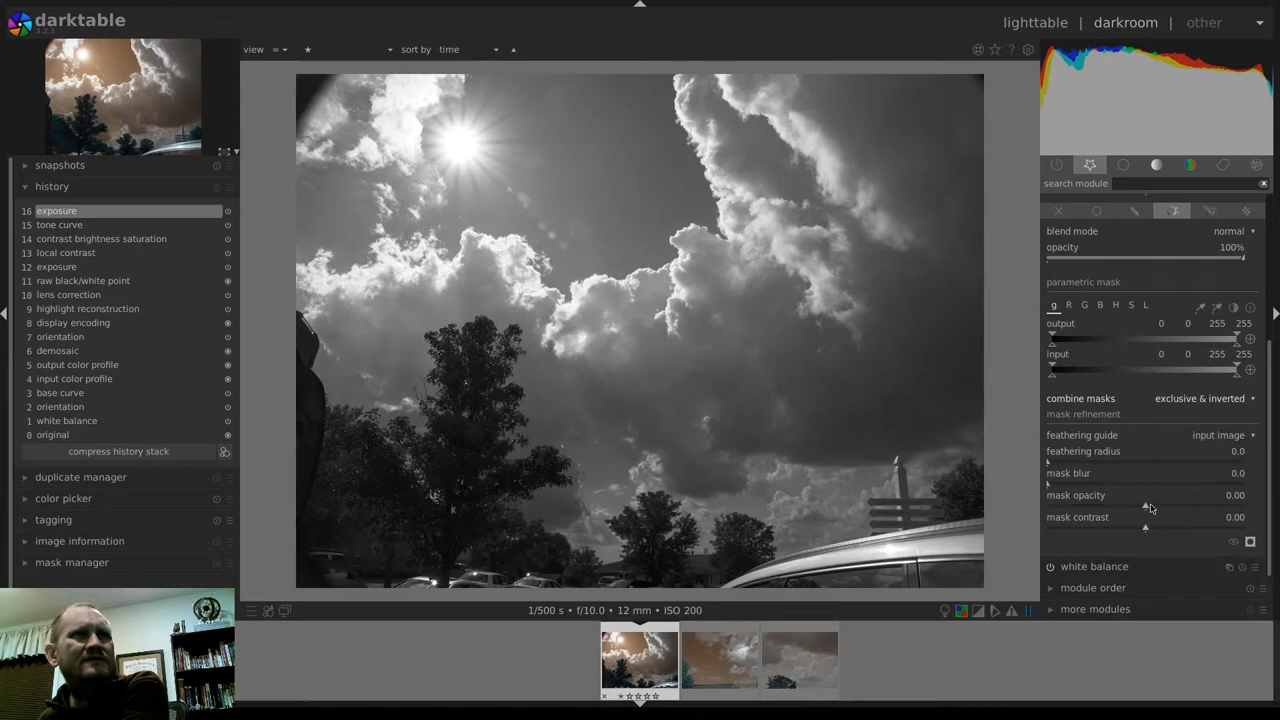 darktable
3.2.1
lighttable | darkroom | other
view
sort by time
snapshots
history
16 exposure
15 tone curve
14 contrast brightness saturation
13 local contrast
12 exposure
11 raw black/white point
10 lens correction
9 highlight reconstruction
8 display encoding
7 orientation
6 demosaic
5 output color profile
4 input color profile
3 base curve
2 orientation
1 white balance
0 original
compress history stack
duplicate manager
color picker
tagging
image information
mask manager
1/500 s • f/10.0 • 12 mm • ISO 200
search module
blend mode normal
opacity 100%
parametric mask
g R G B H S L
output 0 0 255 255
input 0 0 255 255
combine masks exclusive & inverted
mask refinement
feathering guide input image
feathering radius 0.0
mask blur 0.0
mask opacity 0.00
mask contrast 0.00
white balance
module order
more modules